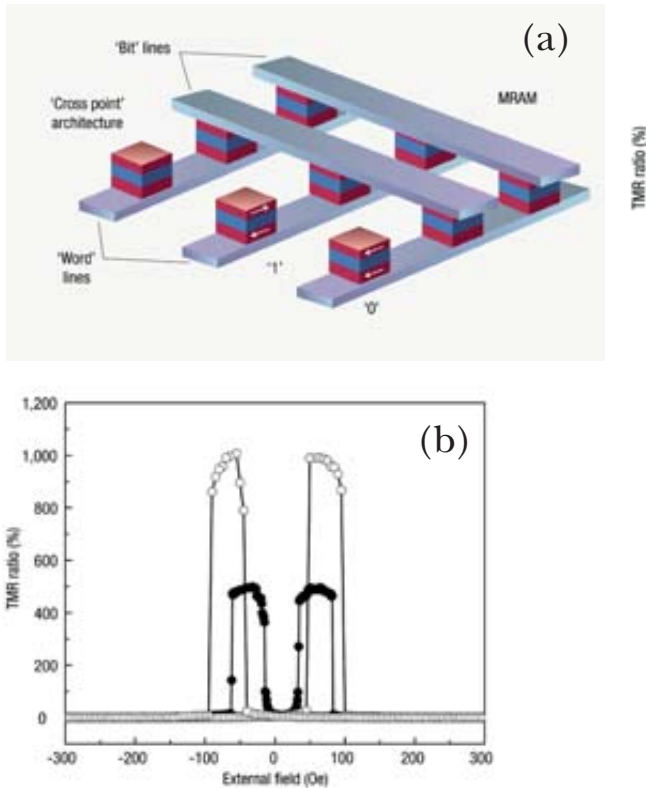 (a)
'Bit' lines
MRAM
'Cross point'
architecture
'Word'
lines
'1'
'0'
TMR ratio (%)
(b)
1,200
1,000
800
600
400
200
0
TMR ratio (%)
-300
-200
-100
0
100
200
300
External field (Oe)